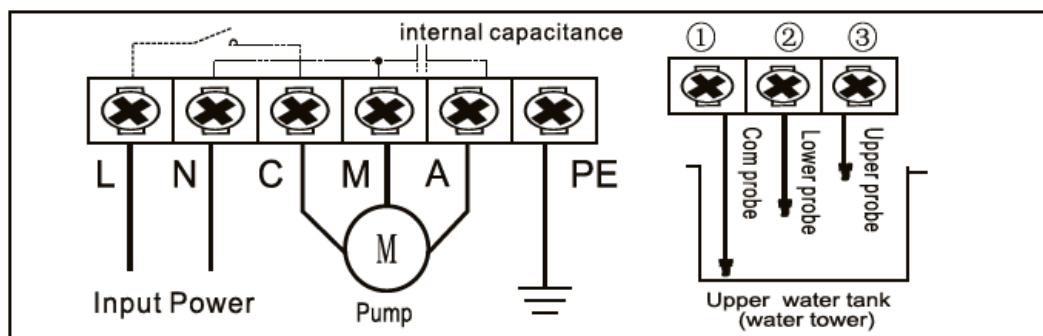 internal capacitance
① ② ③
L N C M A PE
M
Input Power
Pump
Com probe
Lower probe
Upper probe
Upper water tank
(water tower)